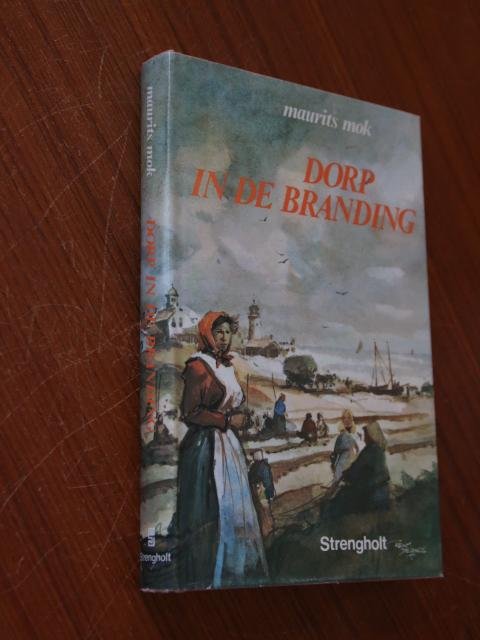 maurits mok
DORP
IN DE BRANDING
Strengholt
maurits mok
DORP IN DE BRANDING
Strengholt